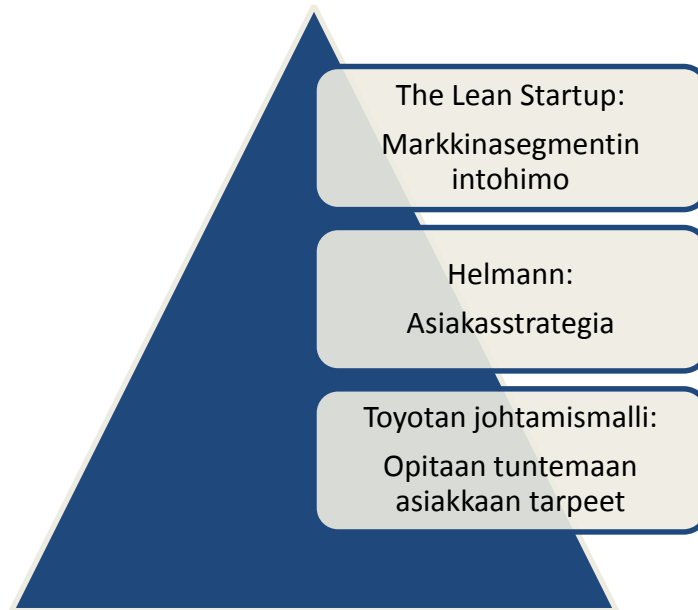 The Lean Startup:
Markkinasegmentin
intohimo
Helmann:
Asiakasstrategia
Toyotan johtamismalli:
Opitaan tuntemaan
asiakkaan tarpeet